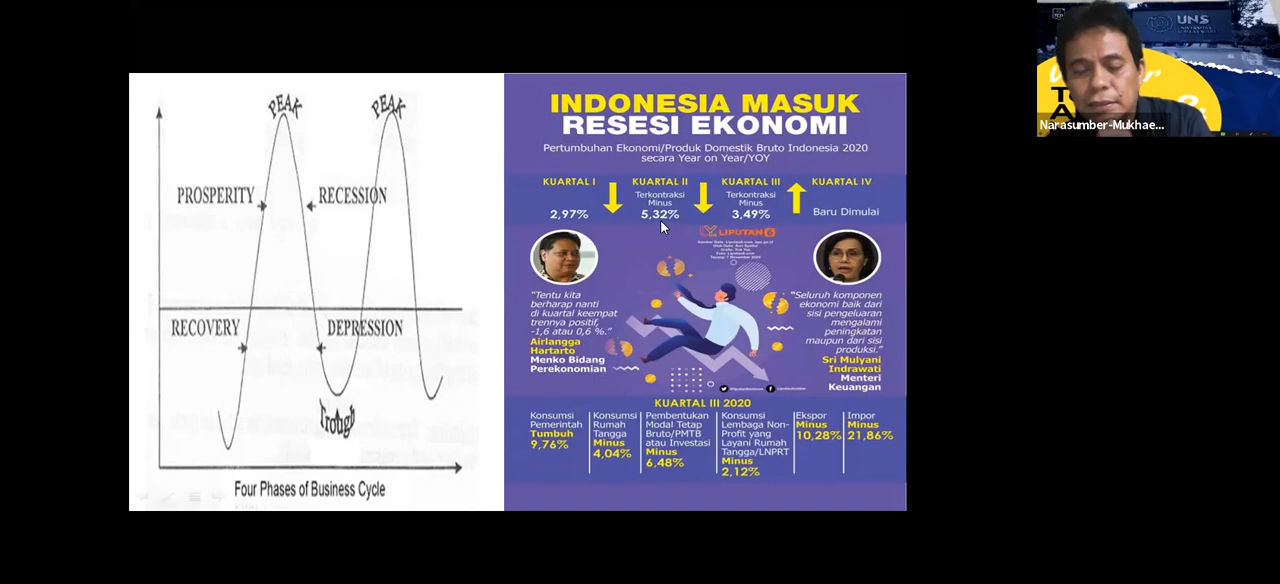 PEAK
PEAK
PROSPERITY
RECESSION
RECOVERY
DEPRESSION
Trough
Four Phases of Business Cycle
INDONESIA MASUK
RESESI EKONOMI
Pertumbuhan Ekonomi/Produk Domestik Bruto Indonesia 2020
secara Year on Year/YOY
KUARTAL I
2,97%
KUARTAL II
Terkontraksi
Minus
5,32%
KUARTAL III
Terkontraksi
Minus
3,49%
KUARTAL IV
Baru Dimulai
LIPUTAN 6
"Tentu kita
berharap nanti
di kuartal keempat
trennya positif,
-1,6 atau 0,6 %."
Airlangga
Hartarto
Menko Bidang
Perekonomian
"Seluruh komponen
ekonomi baik dari
sisi pengeluaran
mengalami
peningkatan
maupun dari sisi
produksi."
Sri Mulyani
Indrawati
Menteri
Keuangan
KUARTAL III 2020
Konsumsi
Pemerintah
Tumbuh
9,76%
Konsumsi
Rumah
Tangga
Minus
4,04%
Pembentukan
Modal Tetap
Bruto/PMTB
atau Investasi
Minus
6,48%
Konsumsi
Lembaga Non-
Profit yang
Layani Rumah
Tangga/LNPRT
Minus
2,12%
Ekspor
Minus
10,28%
Impor
Minus
21,86%
UNS
Narasumber-Mukhae...